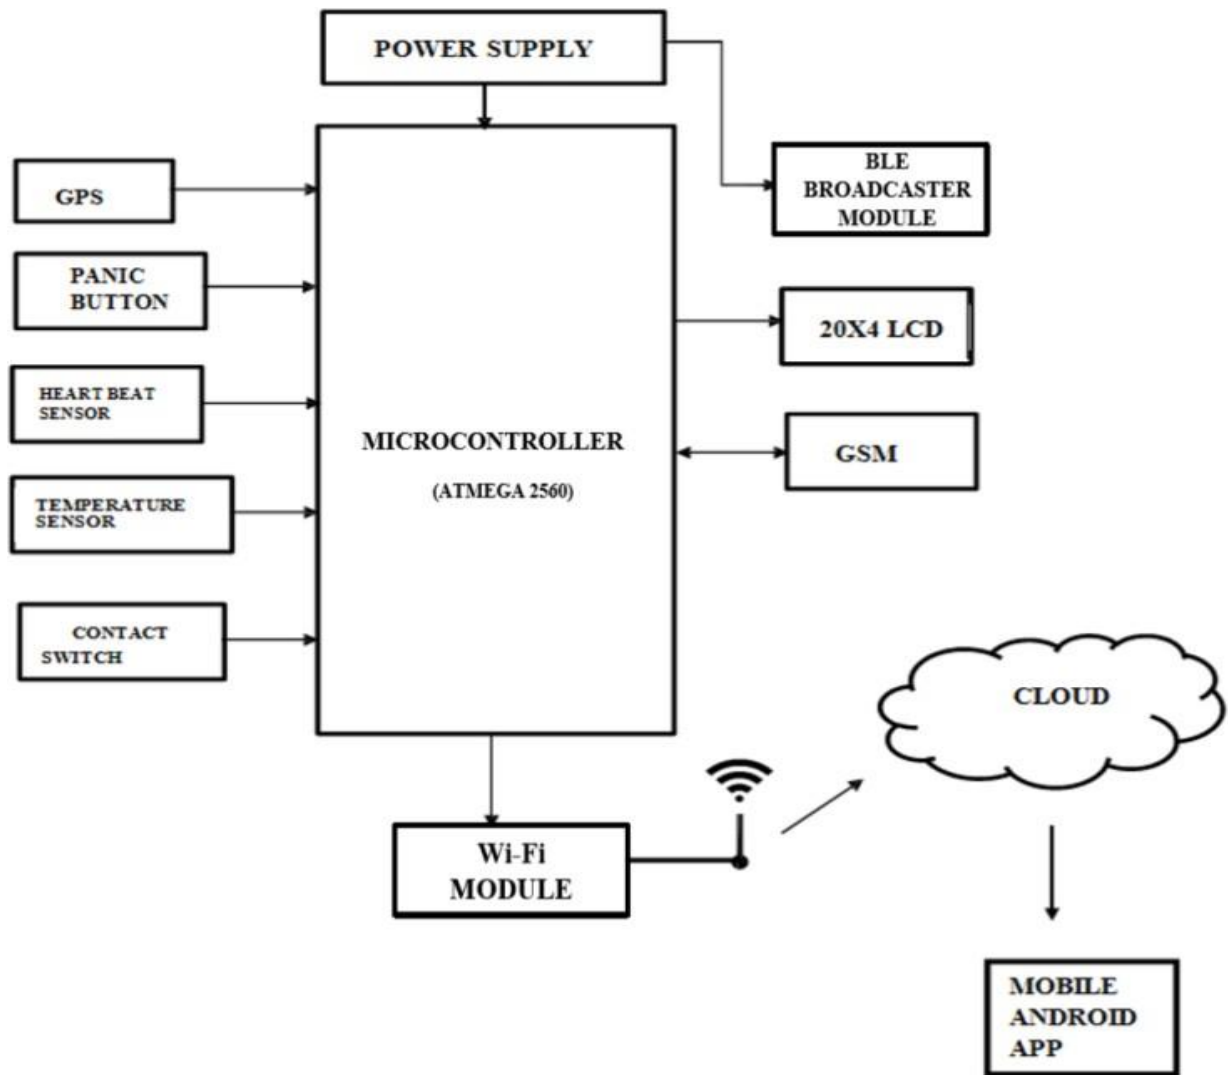 POWER SUPPLY
BLE
BROADCASTER
MODULE
GPS
PANIC
BUTTON
20X4 LCD
HEART BEAT
SENSOR
MICROCONTROLLER
(ATMEGA 2560)
GSM
TEMPERATURE
SENSOR
CONTACT
SWITCH
CLOUD
Wi-Fi
MODULE
MOBILE
ANDROID
APP